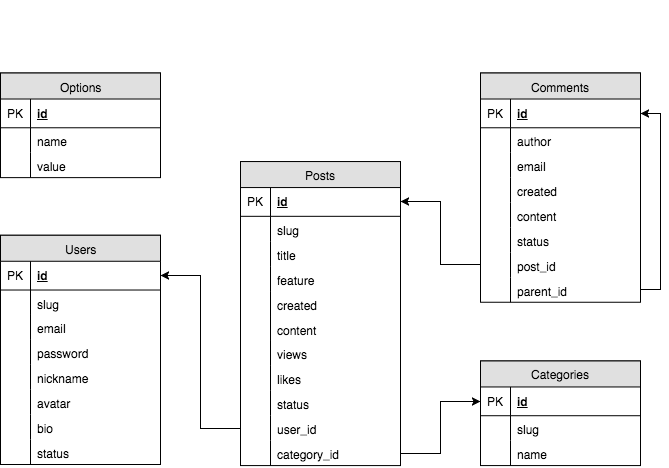 Options
PK id
name
value
Users
PK id
slug
email
password
nickname
avatar
bio
status
Posts
PK id
slug
title
feature
created
content
views
likes
status
user_id
category_id
Comments
PK id
author
email
created
content
status
post_id
parent_id
Categories
PK id
slug
name